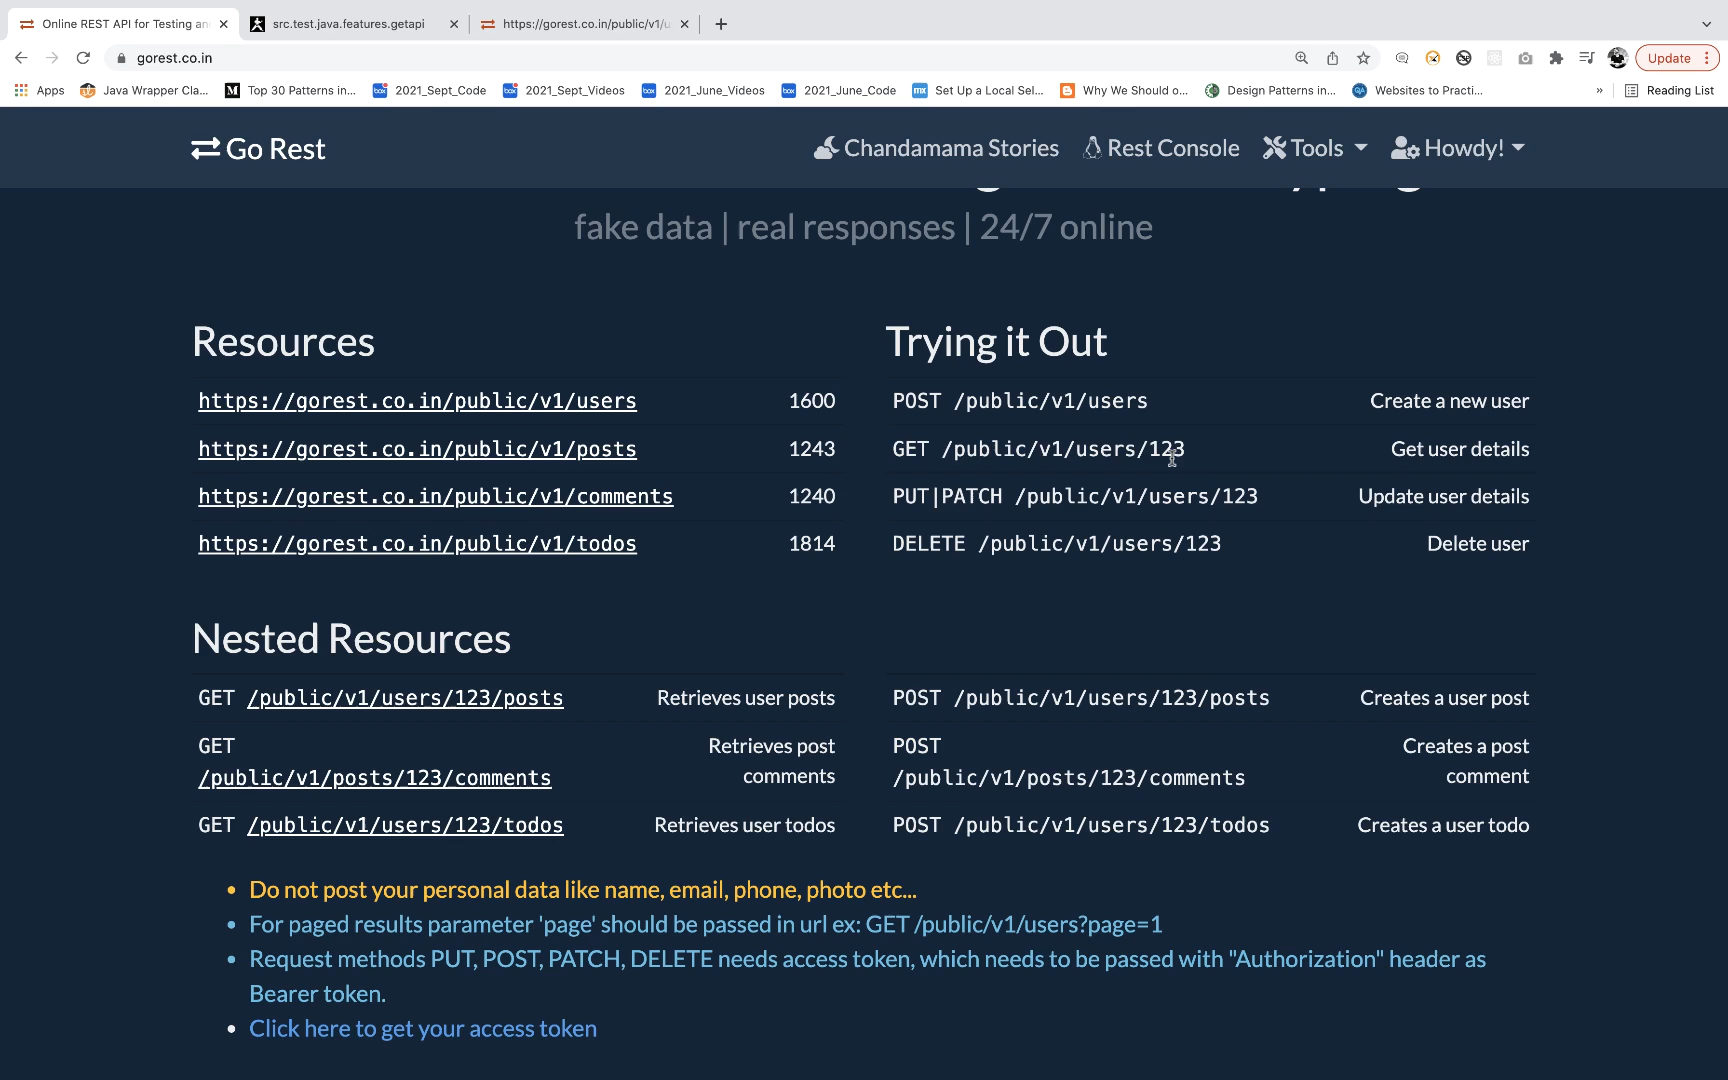 Online REST API for Testing an
src.test.java.features.getapi
https://gorest.co.in/public/v1/u
gorest.co.in
Update
Apps
Java Wrapper Cla...
Top 30 Patterns in...
2021_Sept_Code
2021_Sept_Videos
2021_June_Videos
2021_June_Code
Set Up a Local Sel...
Why We Should o...
Design Patterns in...
Websites to Practi...
»
Reading List
Go Rest
Chandamama Stories
Rest Console
Tools
Howdy!
fake data | real responses | 24/7 online
Resources
https://gorest.co.in/public/v1/users 1600
https://gorest.co.in/public/v1/posts 1243
https://gorest.co.in/public/v1/comments 1240
https://gorest.co.in/public/v1/todos 1814
Trying it Out
POST /public/v1/users Create a new user
GET /public/v1/users/123 Get user details
PUT|PATCH /public/v1/users/123 Update user details
DELETE /public/v1/users/123 Delete user
Nested Resources
GET /public/v1/users/123/posts Retrieves user posts
GET Retrieves post
/public/v1/posts/123/comments comments
GET /public/v1/users/123/todos Retrieves user todos
POST /public/v1/users/123/posts Creates a user post
POST Creates a post
/public/v1/posts/123/comments comment
POST /public/v1/users/123/todos Creates a user todo
• Do not post your personal data like name, email, phone, photo etc...
• For paged results parameter 'page' should be passed in url ex: GET /public/v1/users?page=1
• Request methods PUT, POST, PATCH, DELETE needs access token, which needs to be passed with "Authorization" header as
Bearer token.
• Click here to get your access token